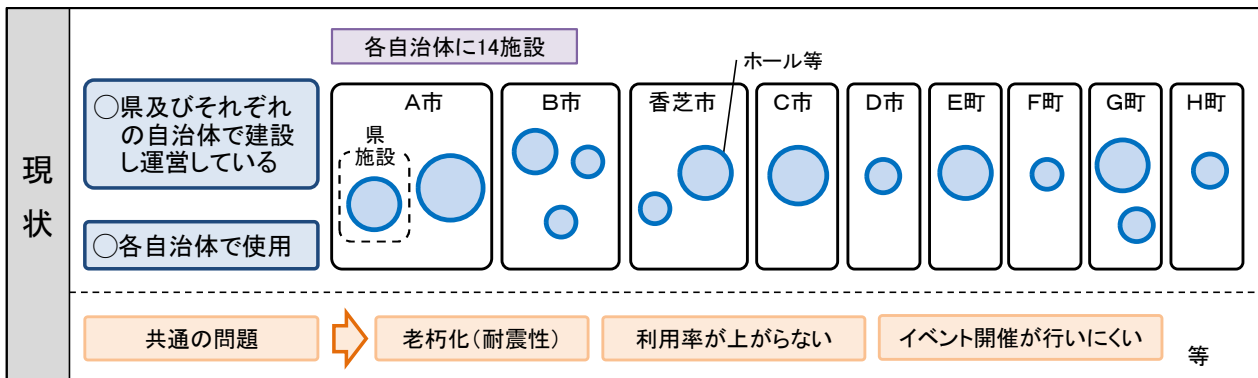 現
状
各自治体に14施設
ホール等
○県及びそれぞれ
の自治体で建設
し運営している
○各自治体で使用
A市
県
施設
B市
香芝市
C市
D市
E町
F町
G町
H町
共通の問題
老朽化(耐震性)
利用率が上がらない
イベント開催が行いにくい
等